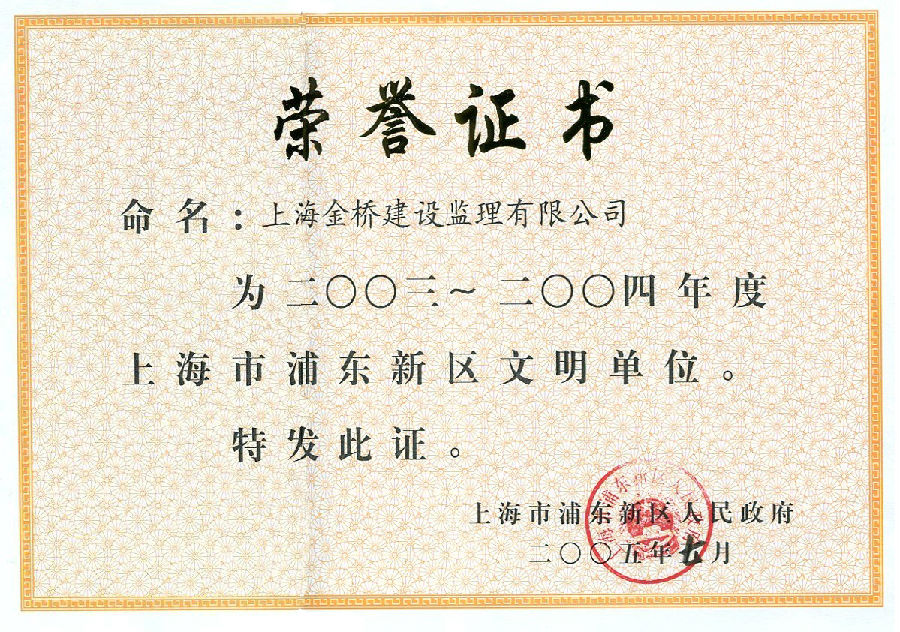 荣誉证书
命名：上海金桥建设监理有限公司
为二〇〇三～二〇〇四年度
上海市浦东新区文明单位。
特发此证。
上海市浦东新区人民政府
二〇〇五年七月